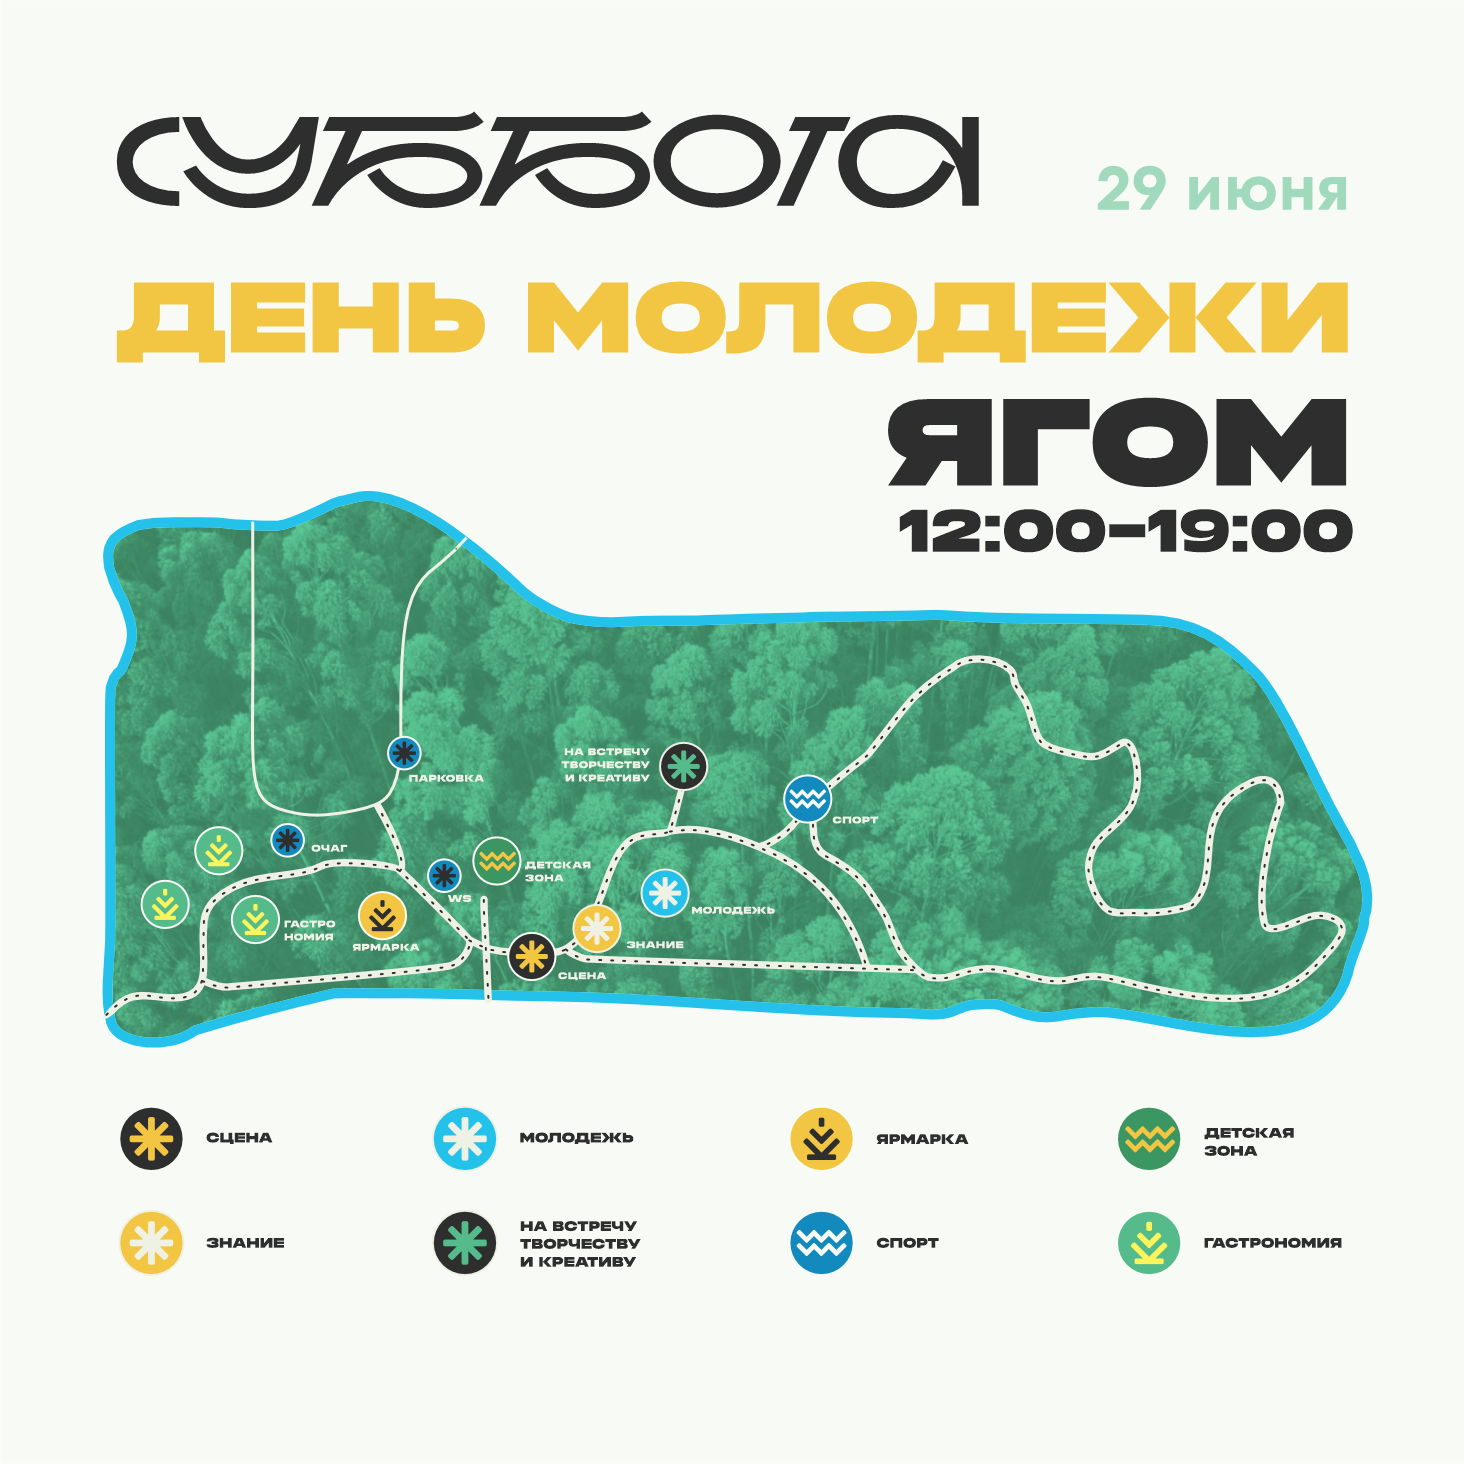 СУББОТА
29 июня
ДЕНЬ МОЛОДЕЖИ
ЯГОМ
12:00–19:00
ПАРКОВКА
НА ВСТРЕЧУ
ТВОРЧЕСТВУ
И КРЕАТИВУ
СПОРТ
ОЧАГ
ДЕТСКАЯ
ЗОНА
WS
ГАСТРО
НОМИЯ
ЯРМАРКА
МОЛОДЕЖЬ
ЗНАНИЕ
СЦЕНА
СЦЕНА
МОЛОДЕЖЬ
ЯРМАРКА
ДЕТСКАЯ
ЗОНА
ЗНАНИЕ
НА ВСТРЕЧУ
ТВОРЧЕСТВУ
И КРЕАТИВУ
СПОРТ
ГАСТРОНОМИЯ